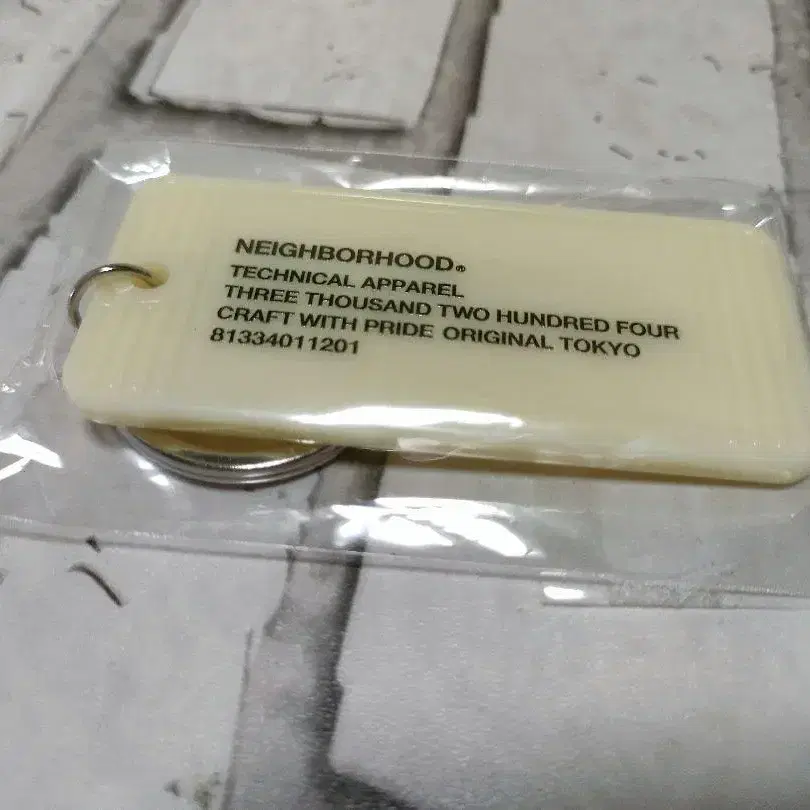 NEIGHBORHOOD®
TECHNICAL APPAREL
THREE THOUSAND TWO HUNDRED FOUR
CRAFT WITH PRIDE ORIGINAL TOKYO
81334011201